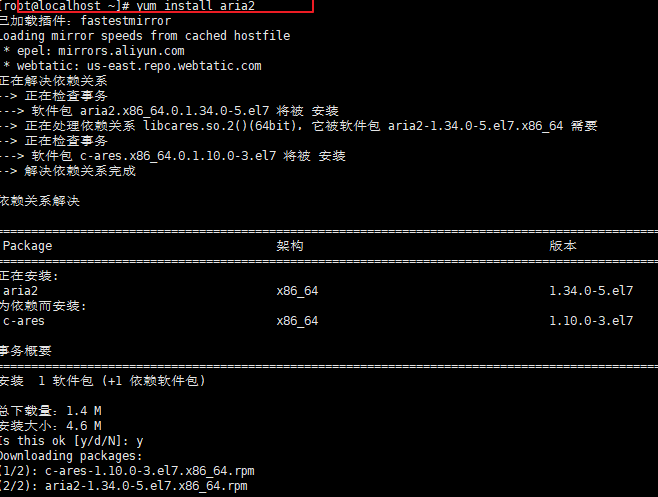 [root@localhost ~]# yum install aria2
已加载插件：fastestmirror
Loading mirror speeds from cached hostfile
* epel: mirrors.aliyun.com
* webtatic: us-east.repo.webtatic.com
正在解决依赖关系
--> 正在检查事务
---> 软件包 aria2.x86_64.0.1.34.0-5.el7 将被 安装
--> 正在处理依赖关系 libcares.so.2()(64bit)，它被软件包 aria2-1.34.0-5.el7.x86_64 需要
--> 正在检查事务
---> 软件包 c-ares.x86_64.0.1.10.0-3.el7 将被 安装
--> 解决依赖关系完成
依赖关系解决
Package 架构 版本
正在安装:
aria2 x86_64 1.34.0-5.el7
为依赖而安装:
c-ares x86_64 1.10.0-3.el7
事务概要
安装 1 软件包 (+1 依赖软件包)
总下载量：1.4 M
安装大小：4.6 M
Is this ok [y/d/N]: y
Downloading packages:
(1/2): c-ares-1.10.0-3.el7.x86_64.rpm
(2/2): aria2-1.34.0-5.el7.x86_64.rpm